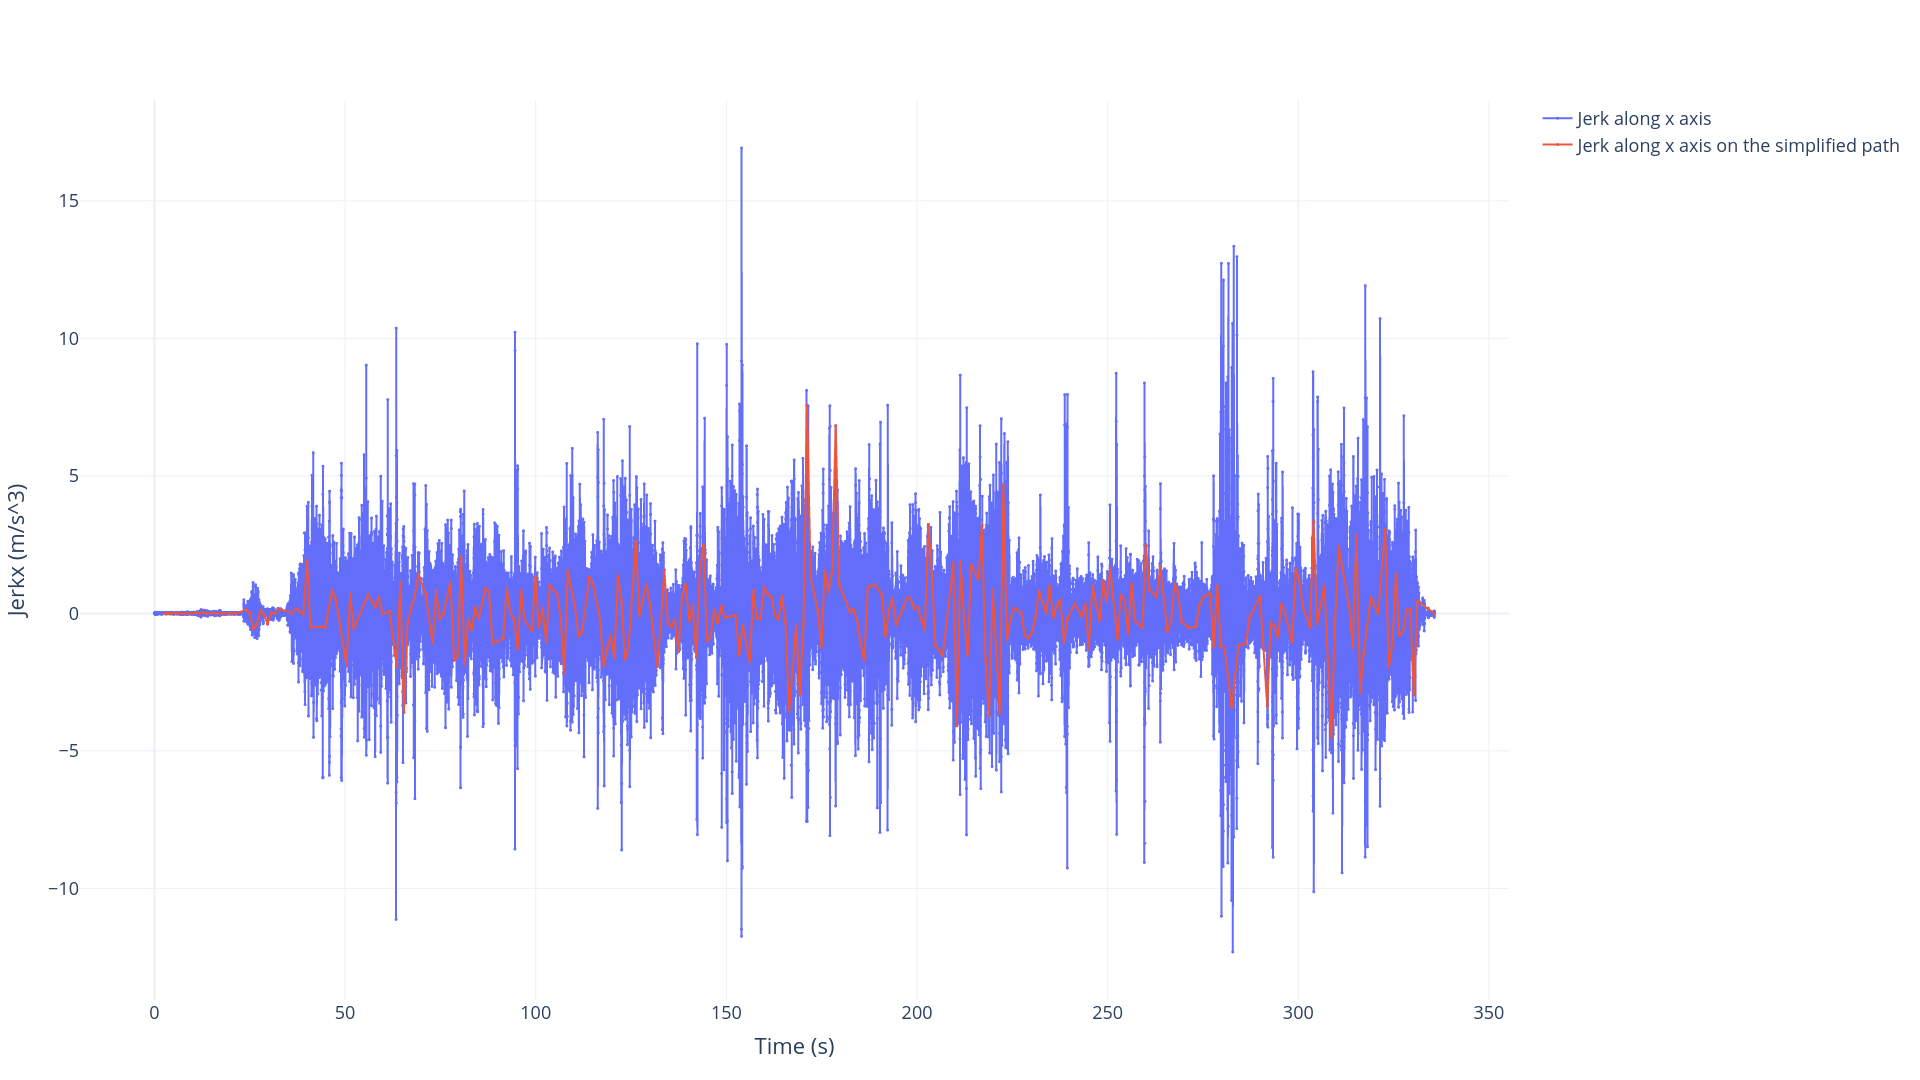 Jerk along x axis
Jerk along x axis on the simplified path
15
10
5
0
−5
−10
Jerkx (m/s^3)
0 50 100 150 200 250 300 350
Time (s)